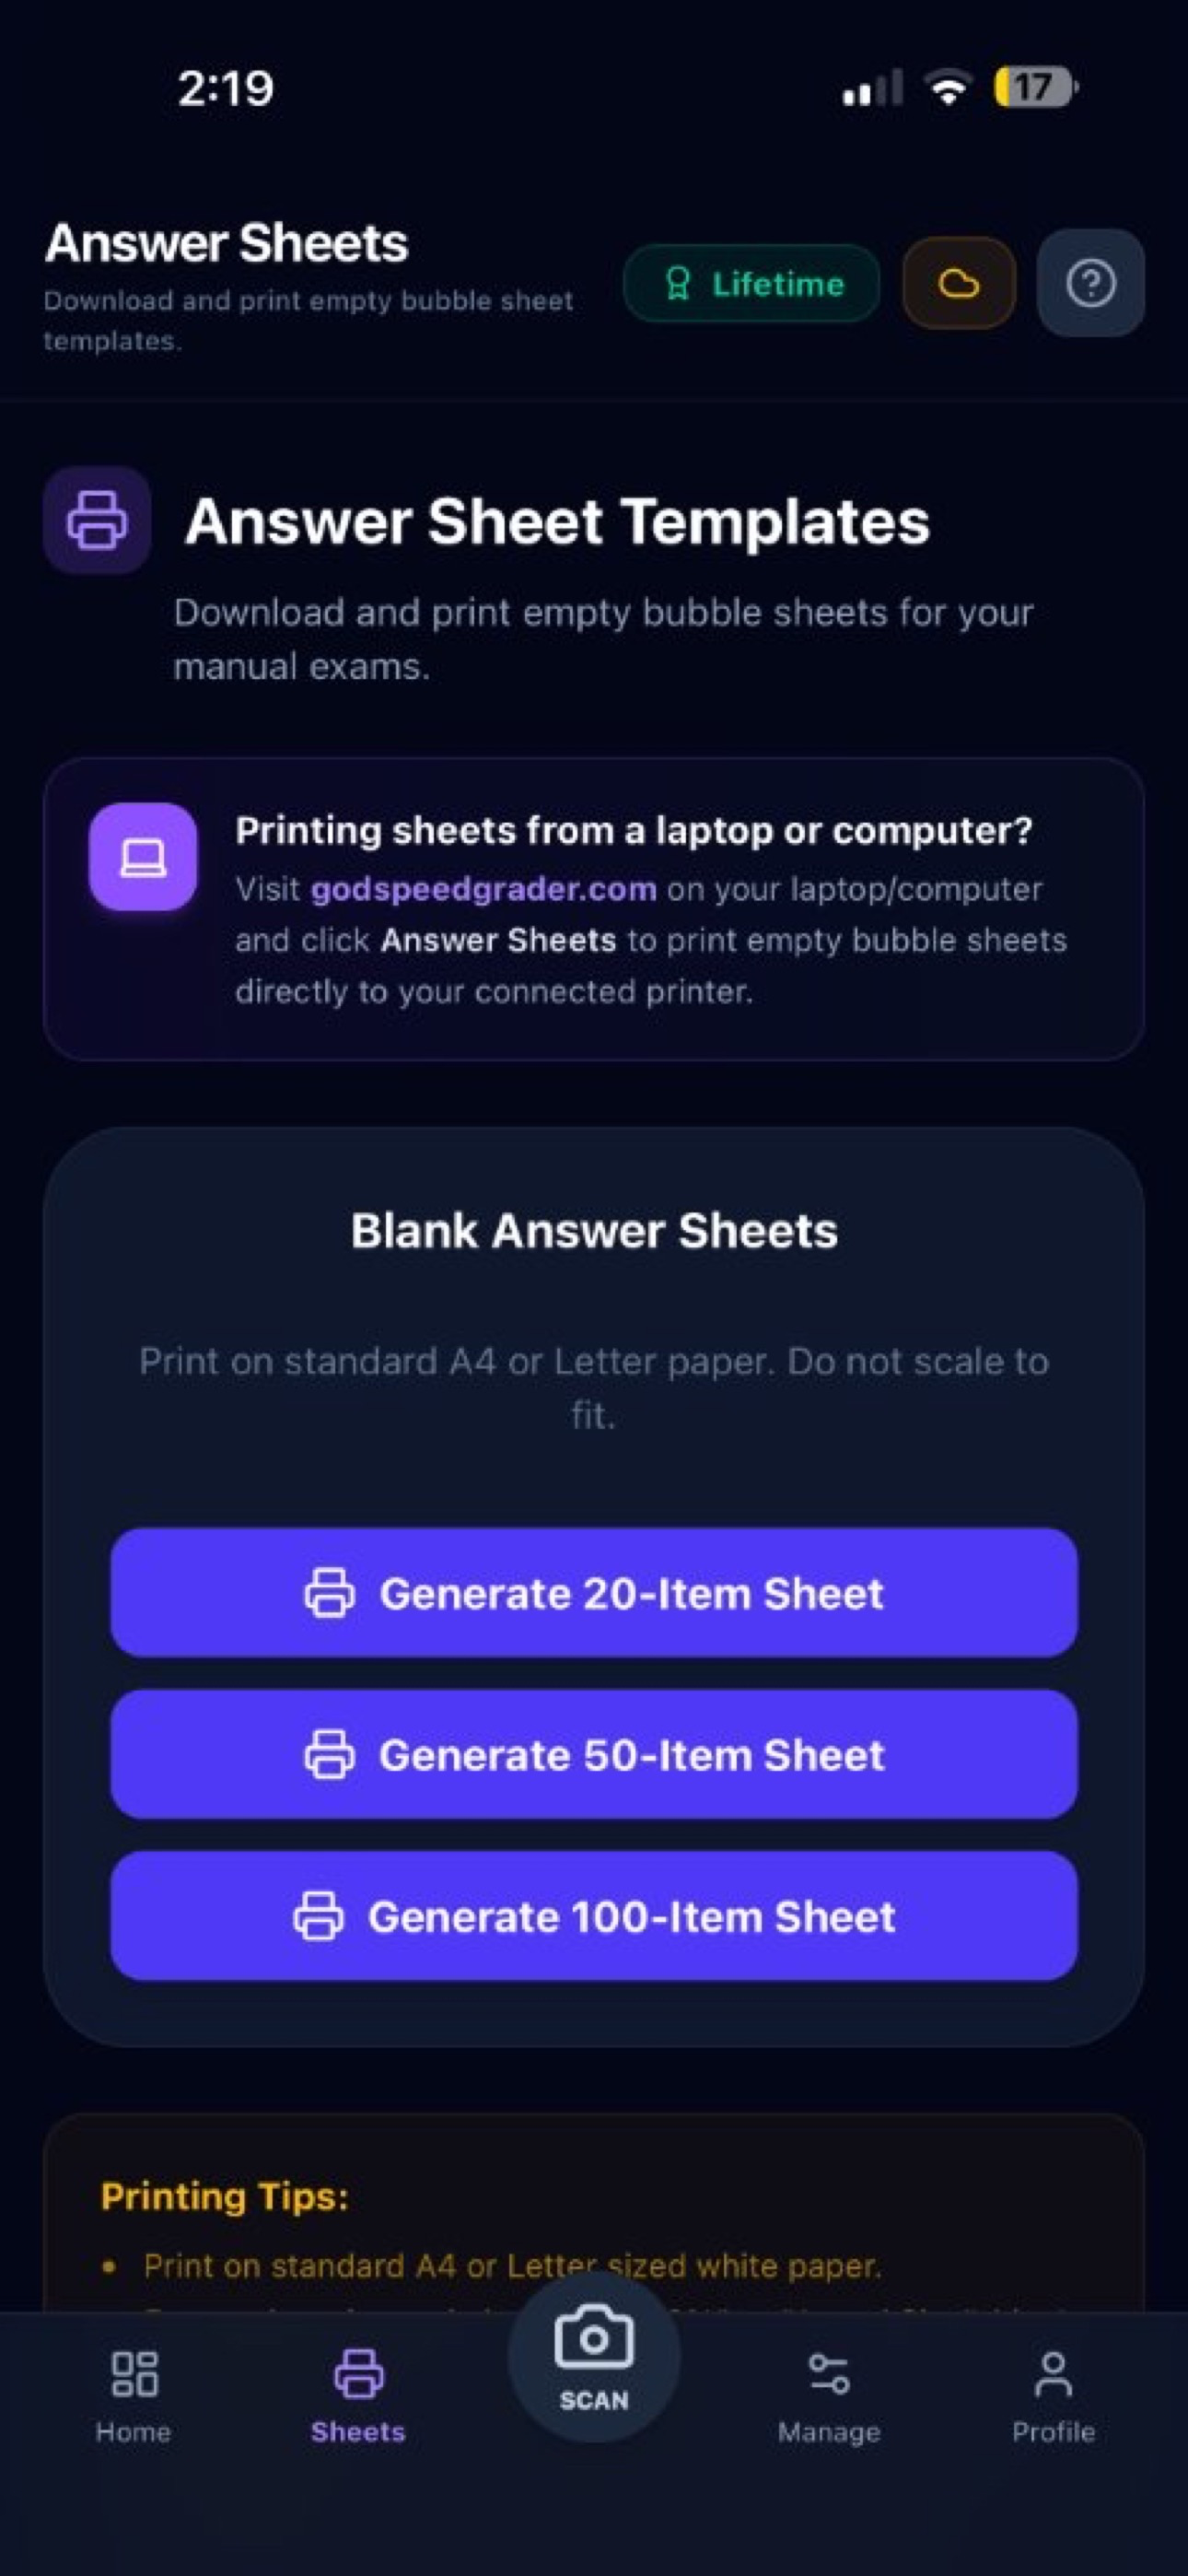 2:19
17
Answer Sheets
Download and print empty bubble sheet
templates.
Lifetime
Answer Sheet Templates
Download and print empty bubble sheets for your
manual exams.
Printing sheets from a laptop or computer?
Visit godspeedgrader.com on your laptop/computer
and click Answer Sheets to print empty bubble sheets
directly to your connected printer.
Blank Answer Sheets
Print on standard A4 or Letter paper. Do not scale to
fit.
Generate 20-Item Sheet
Generate 50-Item Sheet
Generate 100-Item Sheet
Printing Tips:
• Print on standard A4 or Letter sized white paper.
Home
Sheets
SCAN
Manage
Profile